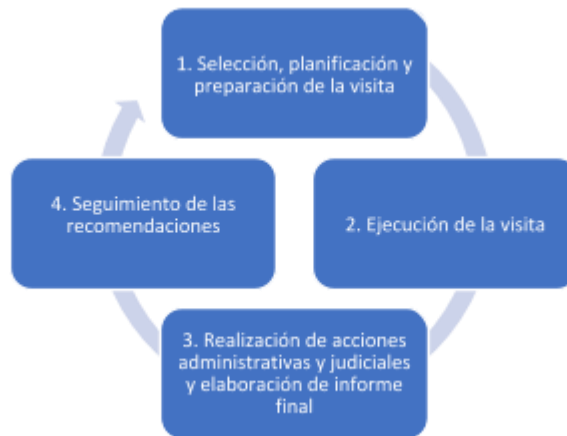 1. Selección, planificación y
preparación de la visita
2. Ejecución de la visita
3. Realización de acciones
administrativas y judiciales
y elaboración de informe
final
4. Seguimiento de las
recomendaciones